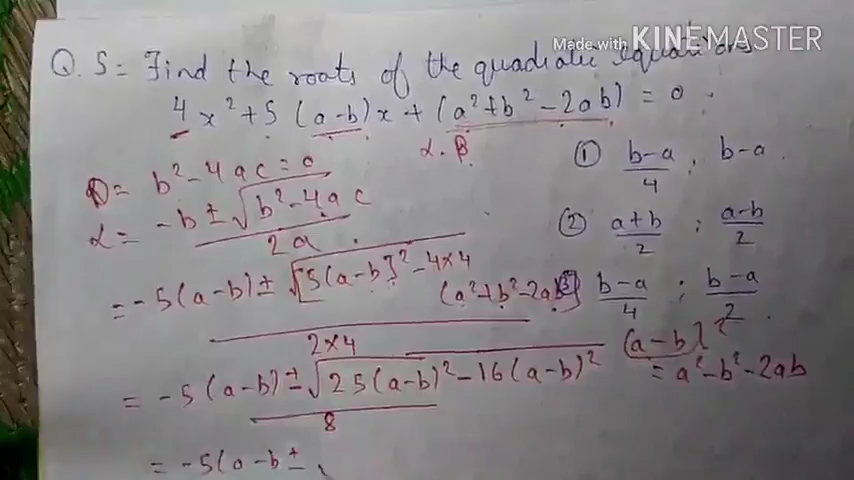 Made with KINEMASTER
Q. 5 = Find the roots of the quadratic equations
4x² + 5 (a-b)x + (a²+b²-2ab) = 0
α . β
① b-a/4 ; b-a
② a+b/2 ; a-b/2
③ b-a/4 ; b-a/2
D = b² - 4ac = 0
α = -b ± √b² - 4ac / 2a
= -5(a-b) ± √[5(a-b]² - 4×4 (a²+b²-2ab) / 2×4
(a-b)²
= a² - b² - 2ab
= -5(a-b) ± √25(a-b)² - 16(a-b)² / 8
= -5(a-b ±